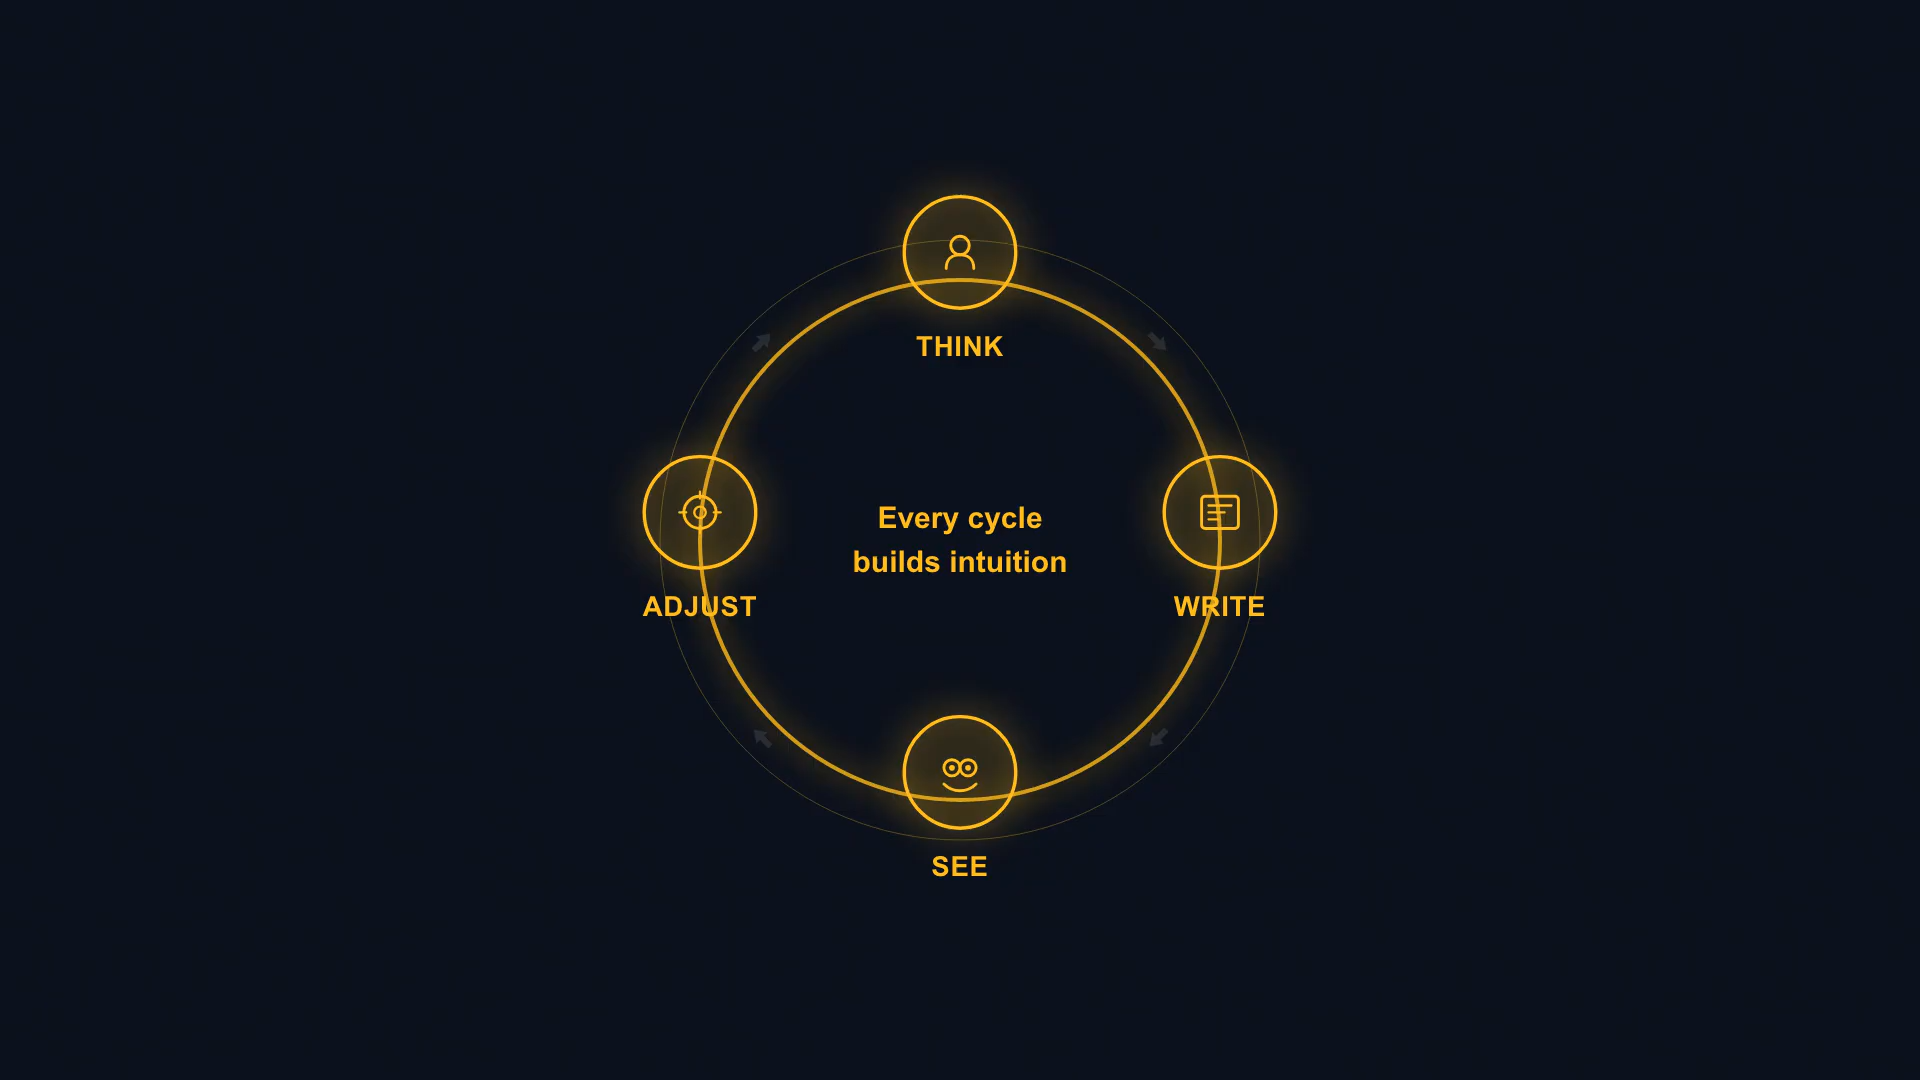 THINK
Every cycle
builds intuition
ADJUST
WRITE
SEE